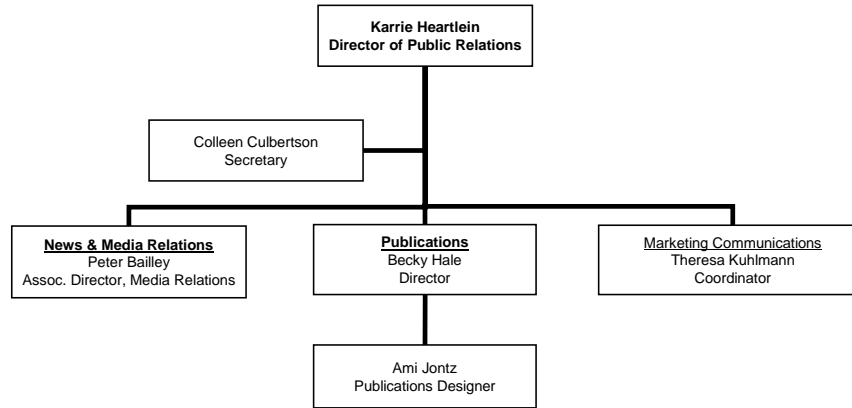 Karrie Heartlein
Director of Public Relations
Colleen Culbertson
Secretary
News & Media Relations
Peter Bailley
Assoc. Director, Media Relations
Publications
Becky Hale
Director
Marketing Communications
Theresa Kuhlmann
Coordinator
Ami Jontz
Publications Designer